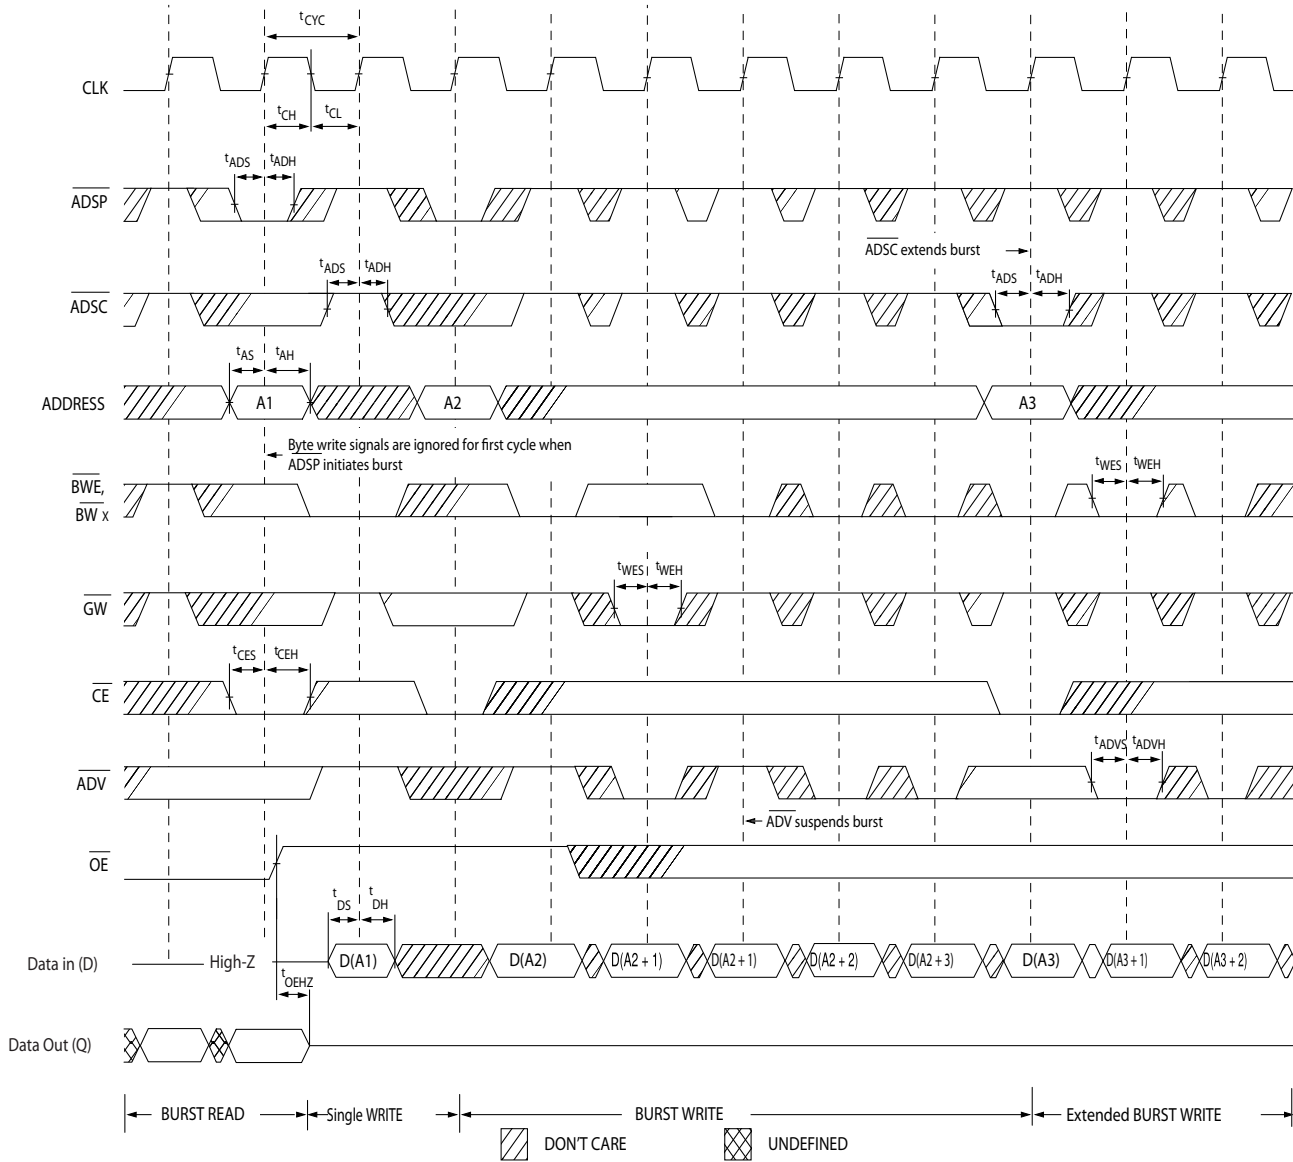 tCYC
CLK
tCH
tCL
tADS
tADH
ADSP
ADSC extends burst
tADS
tADH
tADS
tADH
ADSC
tAS
tAH
ADDRESS
A1
A2
A3
Byte write signals are ignored for first cycle when
ADSP initiates burst
BWE,
BW x
tWES
tWEH
tWES
tWEH
GW
tCES
tCEH
CE
tADVS
tADVH
ADV
ADV suspends burst
OE
t DS
t DH
Data in (D)
High-Z
D(A1)
D(A2)
D(A2 + 1)
D(A2 + 1)
D(A2 + 2)
D(A2 + 3)
D(A3)
D(A3 + 1)
D(A3 + 2)
tOEHZ
Data Out (Q)
BURST READ
Single WRITE
BURST WRITE
Extended BURST WRITE
DON'T CARE
UNDEFINED